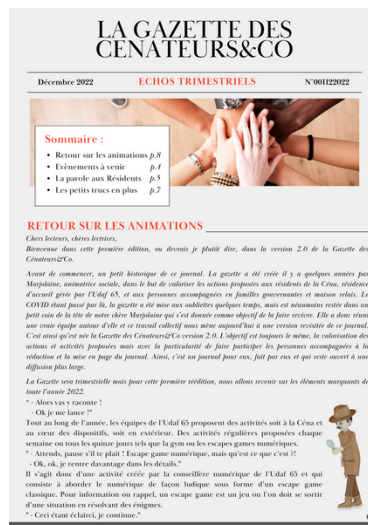 LA GAZETTE DES
CENATEURS&CO
Décembre 2022
ECHOS TRIMESTRIELS
N°001122022
Sommaire :
• Retour sur les animations p.8
• Evènements à venir p.4
• La parole aux Résidents p.5
• Les petits trucs en plus p.7
RETOUR SUR LES ANIMATIONS
Chers lecteurs, chères lectrices,
Bienvenue dans cette première édition, ou devrais je plutôt dire, dans la version 2.0 de la Gazette des
Cénateurs&Co.
Avant de commencer, un petit historique de ce journal. La gazette a été créée il y a quelques années par
Marjolaine, animatrice sociale, dans le but de valoriser les actions proposées aux résidents de la Céna, résidence
d'accueil gérée par l'Udaf 65, et aux personnes accompagnées en familles gouvernantes et maison relais. Le
COVID étant passé par là, la gazette a été mise aux oubliettes quelques temps, mais est néanmoins restée dans un
petit coin de la tête de notre chère Marjolaine qui s'est donnée comme objectif de la faire revivre. Elle a donc réuni
une vraie équipe autour d'elle et ce travail collectif nous mène aujourd'hui à une version revisitée de ce journal.
C'est ainsi qu'est née la Gazette des Cénateurs&Co version 2.0. L'objectif est toujours le même, la valorisation des
actions et activités proposées mais avec la particularité de faire participer les personnes accompagnées à la
rédaction et la mise en page du journal. Ainsi, c'est un journal pour eux, fait par eux et qui reste ouvert à une
diffusion plus large.
La Gazette sera trimestrielle mais pour cette première réédition, nous allons revenir sur les éléments marquants de
toute l'année 2022.
" - Alors vas y raconte !
- Ok je me lance !"
Tout au long de l'année, les équipes de l'Udaf 65 proposent des activités soit à la Céna et
au cœur des dispositifs, soit en extérieur. Des activités régulières proposées chaque
semaine ou tous les quinze jours tels que la gym ou les escapes games numériques.
" - Attends, pause s'il te plait ! Escape game numérique, mais qu'est ce que c'est ?!
- Ok, ok, je rentre davantage dans les détails."
Il s'agit donc d'une activité créée par la conseillère numérique de l'Udaf 65 et qui
consiste à aborder le numérique de façon ludique sous forme d'un escape game
classique. Pour information ou rappel, un escape game est un jeu ou l'on doit se sortir
d'une situation en résolvant des énigmes.
" - Ceci étant éclairci, je continue."